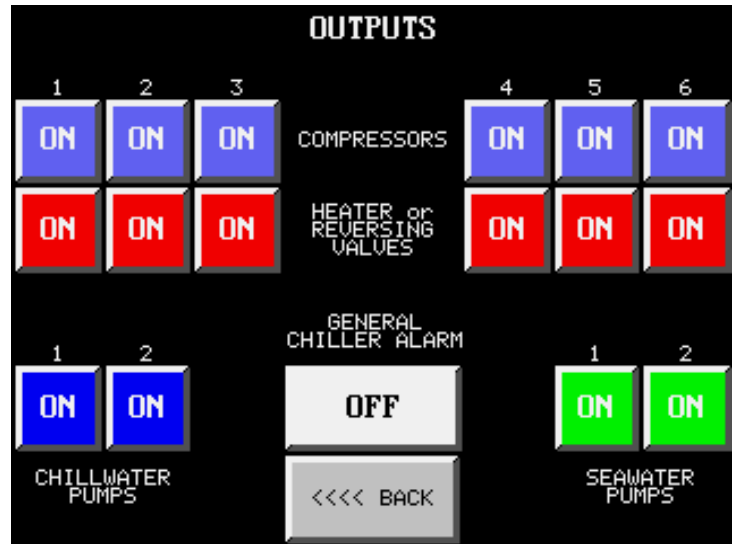 OUTPUTS
1 2 3 4 5 6
ON ON ON COMPRESSORS ON ON ON
ON ON ON HEATER or REVERSING VALVES ON ON ON
GENERAL
CHILLER ALARM
1 2 1 2
ON ON OFF ON ON
CHILLWATER
PUMPS
<<<< BACK
SEAWATER
PUMPS